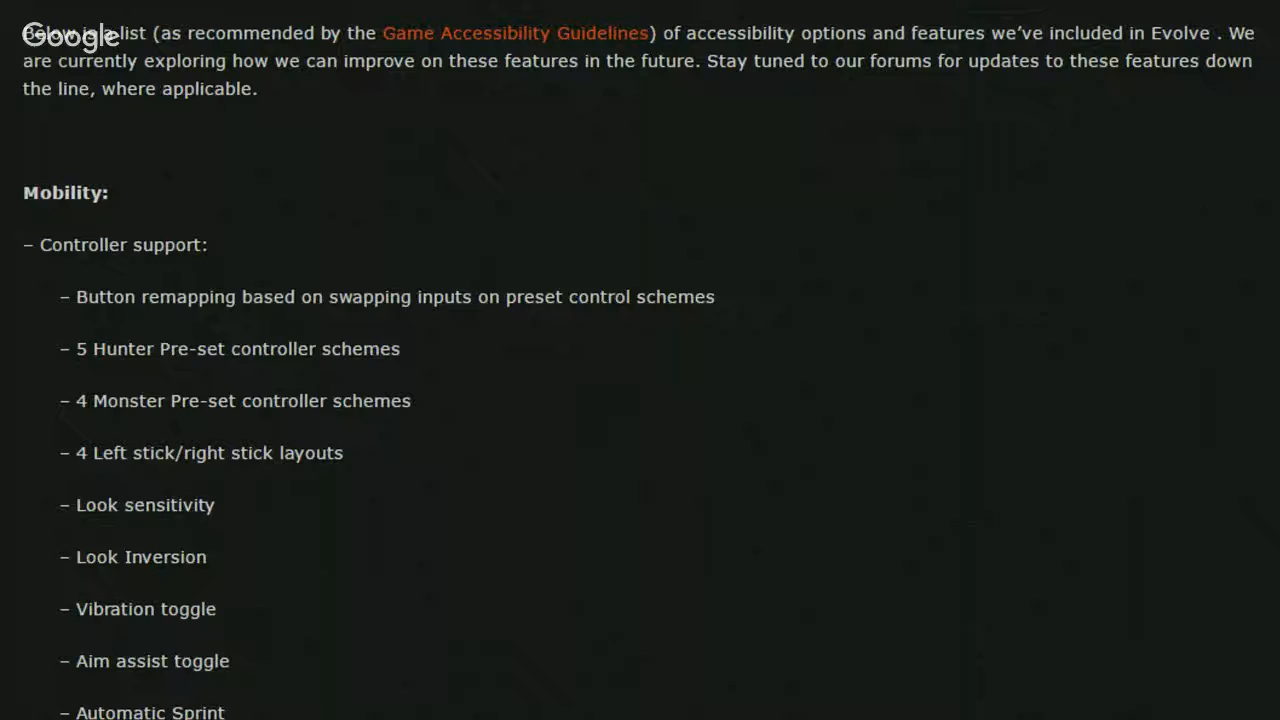 Google
Below is a list (as recommended by the Game Accessibility Guidelines) of accessibility options and features we’ve included in Evolve . We
are currently exploring how we can improve on these features in the future. Stay tuned to our forums for updates to these features down
the line, where applicable.
Mobility:
– Controller support:
– Button remapping based on swapping inputs on preset control schemes
– 5 Hunter Pre-set controller schemes
– 4 Monster Pre-set controller schemes
– 4 Left stick/right stick layouts
– Look sensitivity
– Look Inversion
– Vibration toggle
– Aim assist toggle
– Automatic Sprint